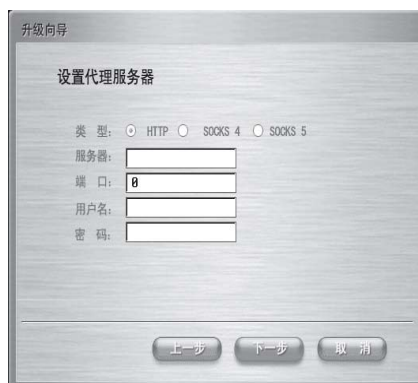 升级向导
设置代理服务器
类 型: HTTP SOCKS 4 SOCKS 5
服务器:
端 口: 0
用户名:
密 码:
上一步 下一步 取 消